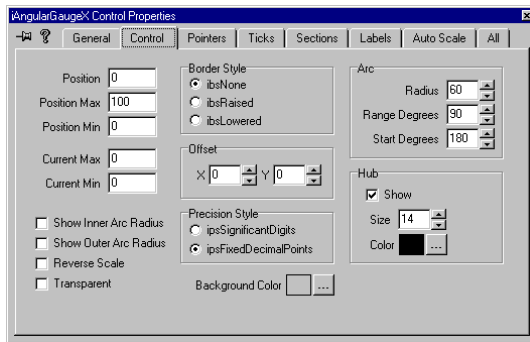 iAngularGaugeX Control Properties
General Control Pointers Ticks Sections Labels Auto Scale All
Position 0
Position Max 100
Position Min 0
Current Max 0
Current Min 0
Show Inner Arc Radius
Show Outer Arc Radius
Reverse Scale
Transparent
Border Style
ibsNone
ibsRaised
ibsLowered
Offset
X 0 Y 0
Precision Style
ipsSignificantDigits
ipsFixedDecimalPoints
Background Color ...
Arc
Radius 60
Range Degrees 90
Start Degrees 180
Hub
Show
Size 14
Color ...